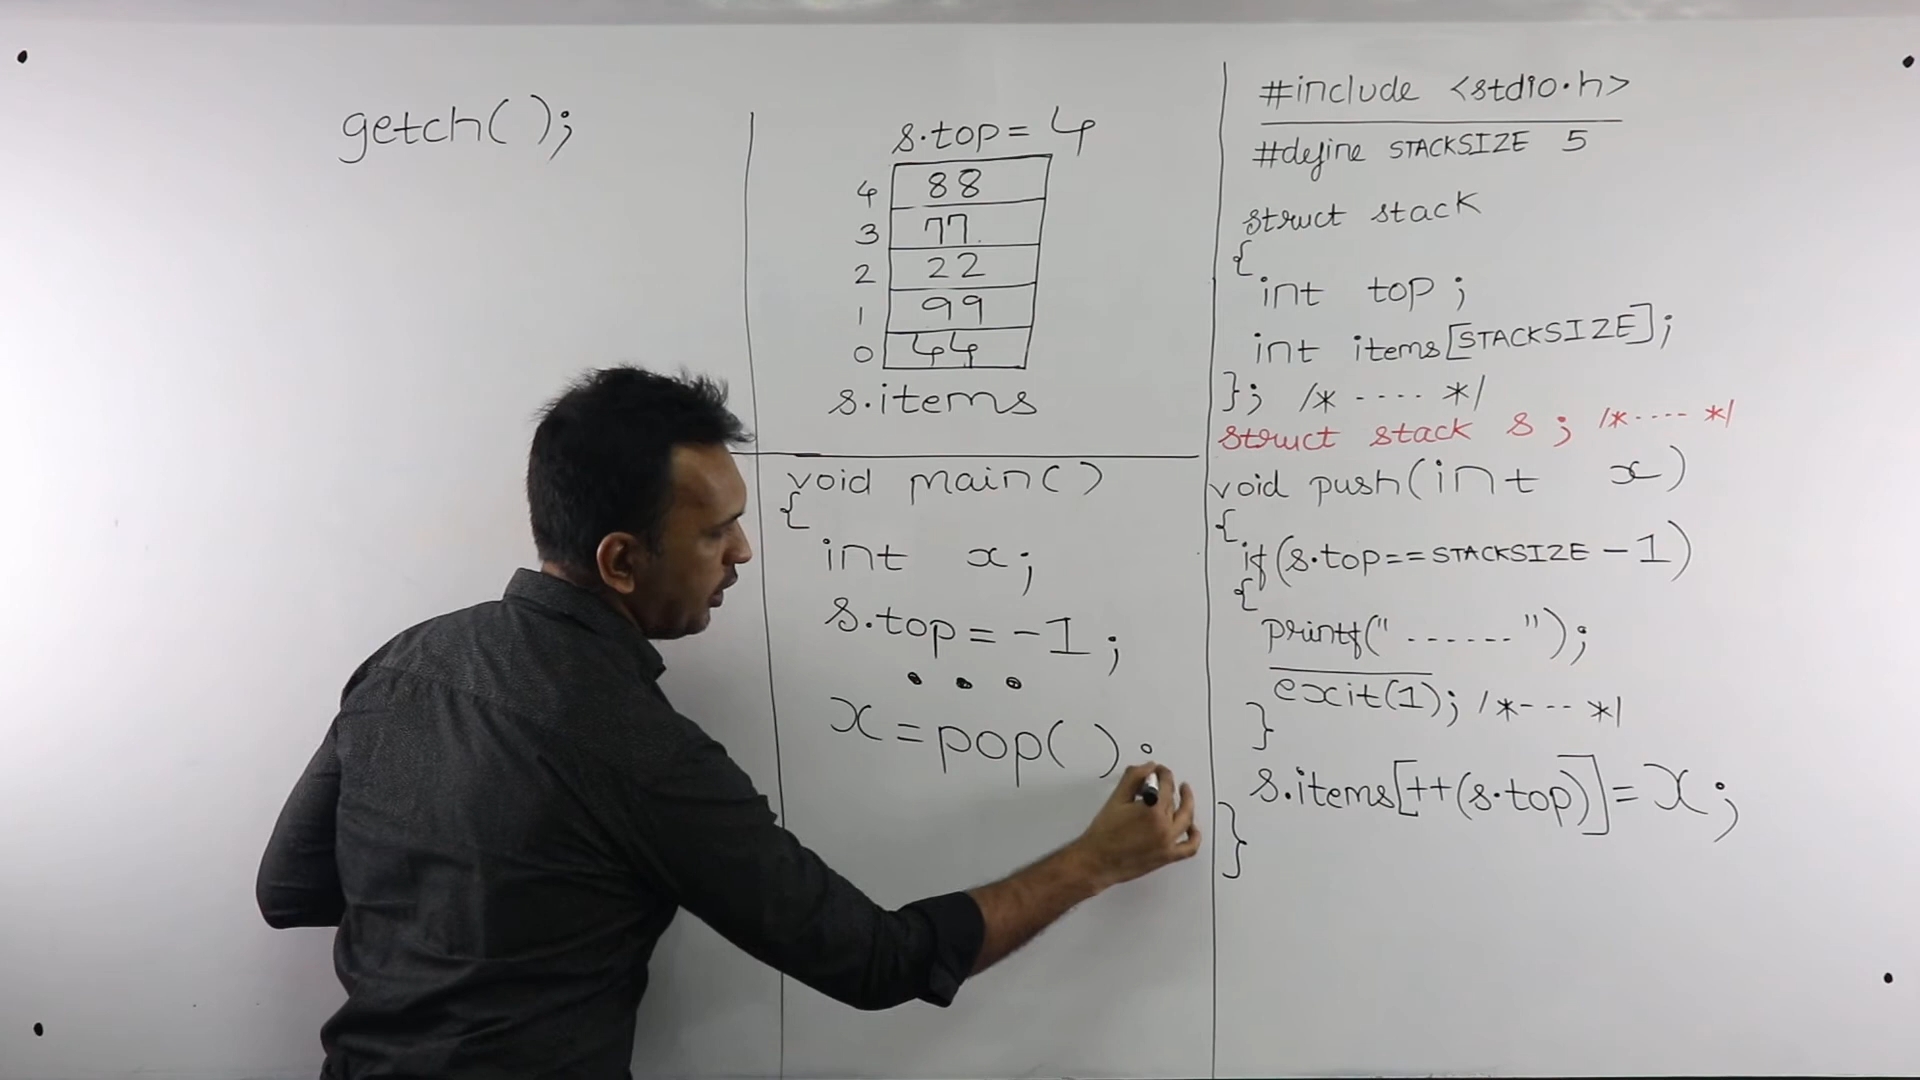 getch();
s.top= 4
4 88
3 77
2 22
1 99
0 44
s.items
void main()
{
int x;
s.top=-1;
• • •
x=pop();
#include <stdio.h>
#define STACKSIZE 5
struct stack
{
int top;
int items[STACKSIZE];
}; /* ---- */
struct stack s; /*---- */
void push(int x)
{
if(s.top==STACKSIZE-1)
{
printf("------");
exit(1); /*---*/
}
s.items[++(s.top)]=x;
}